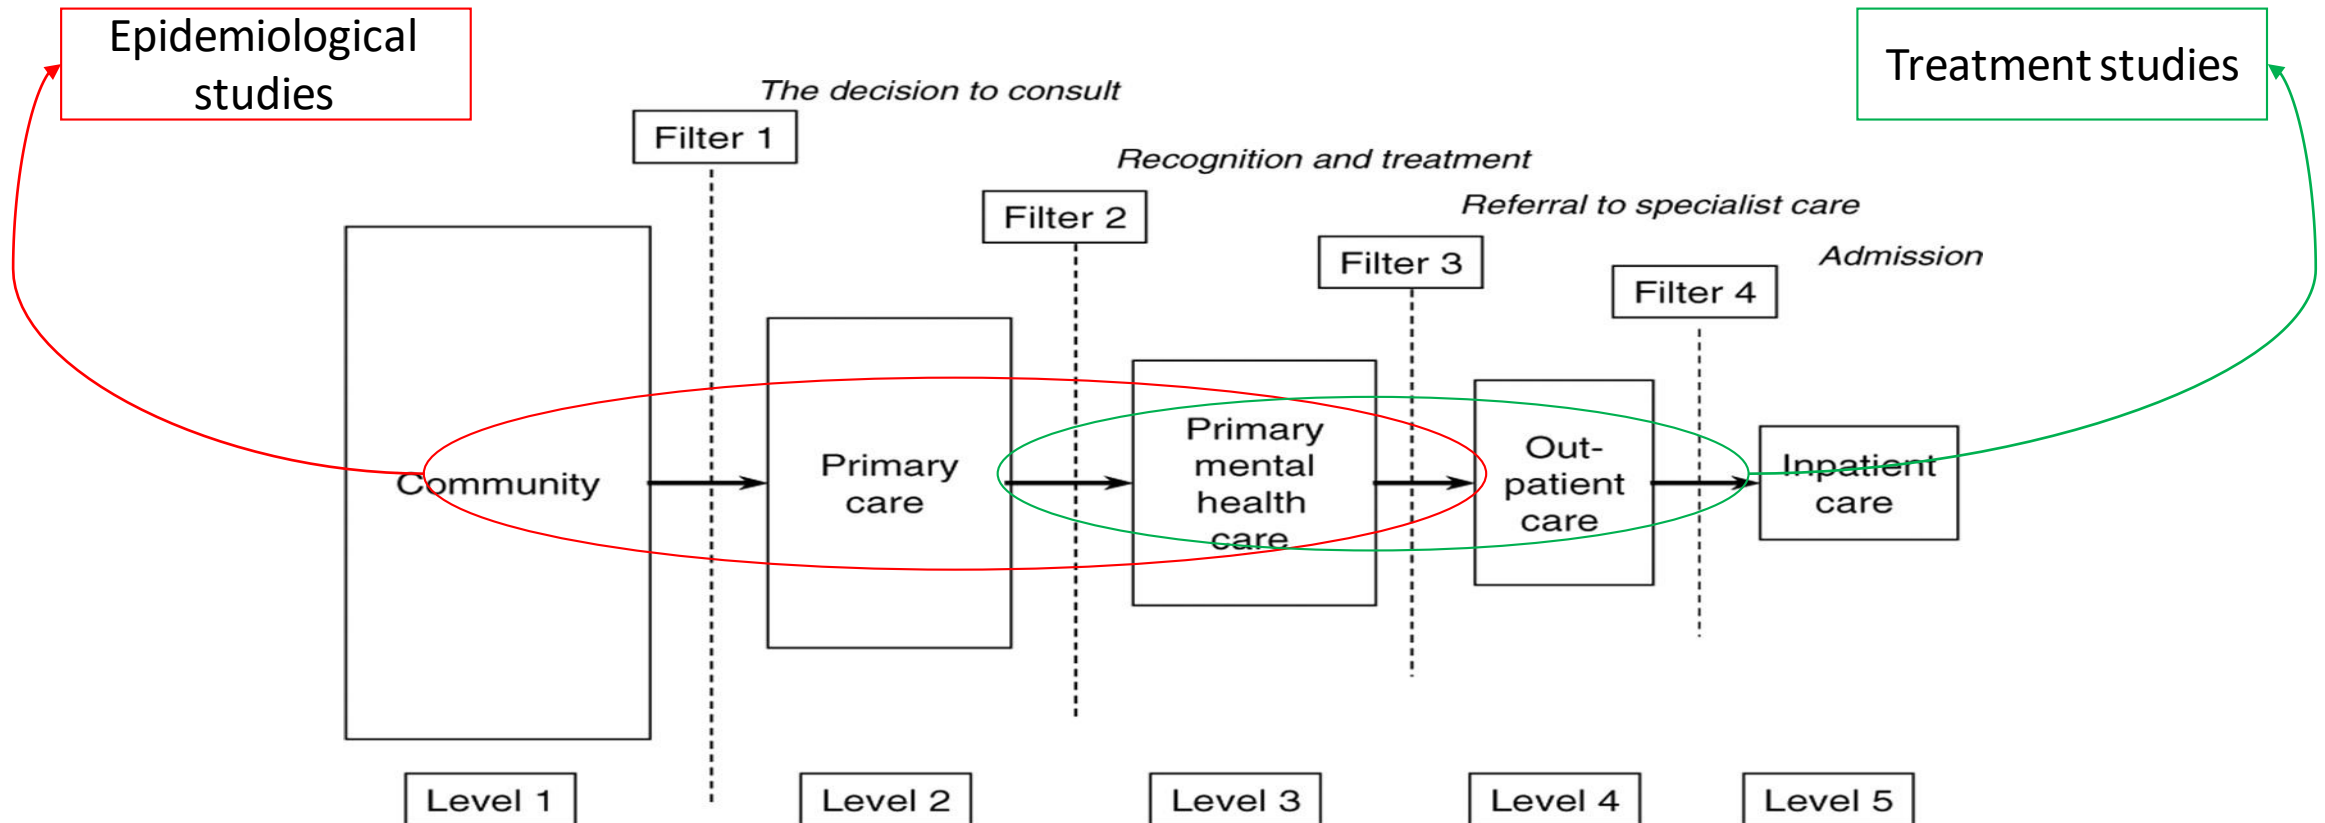 Epidemiological
studies
Treatment studies
The decision to consult
Filter 1
Recognition and treatment
Filter 2
Referral to specialist care
Filter 3
Admission
Filter 4
Community
Primary
care
Primary
mental
health
care
Out-
patient
care
Inpatient
care
Level 1
Level 2
Level 3
Level 4
Level 5